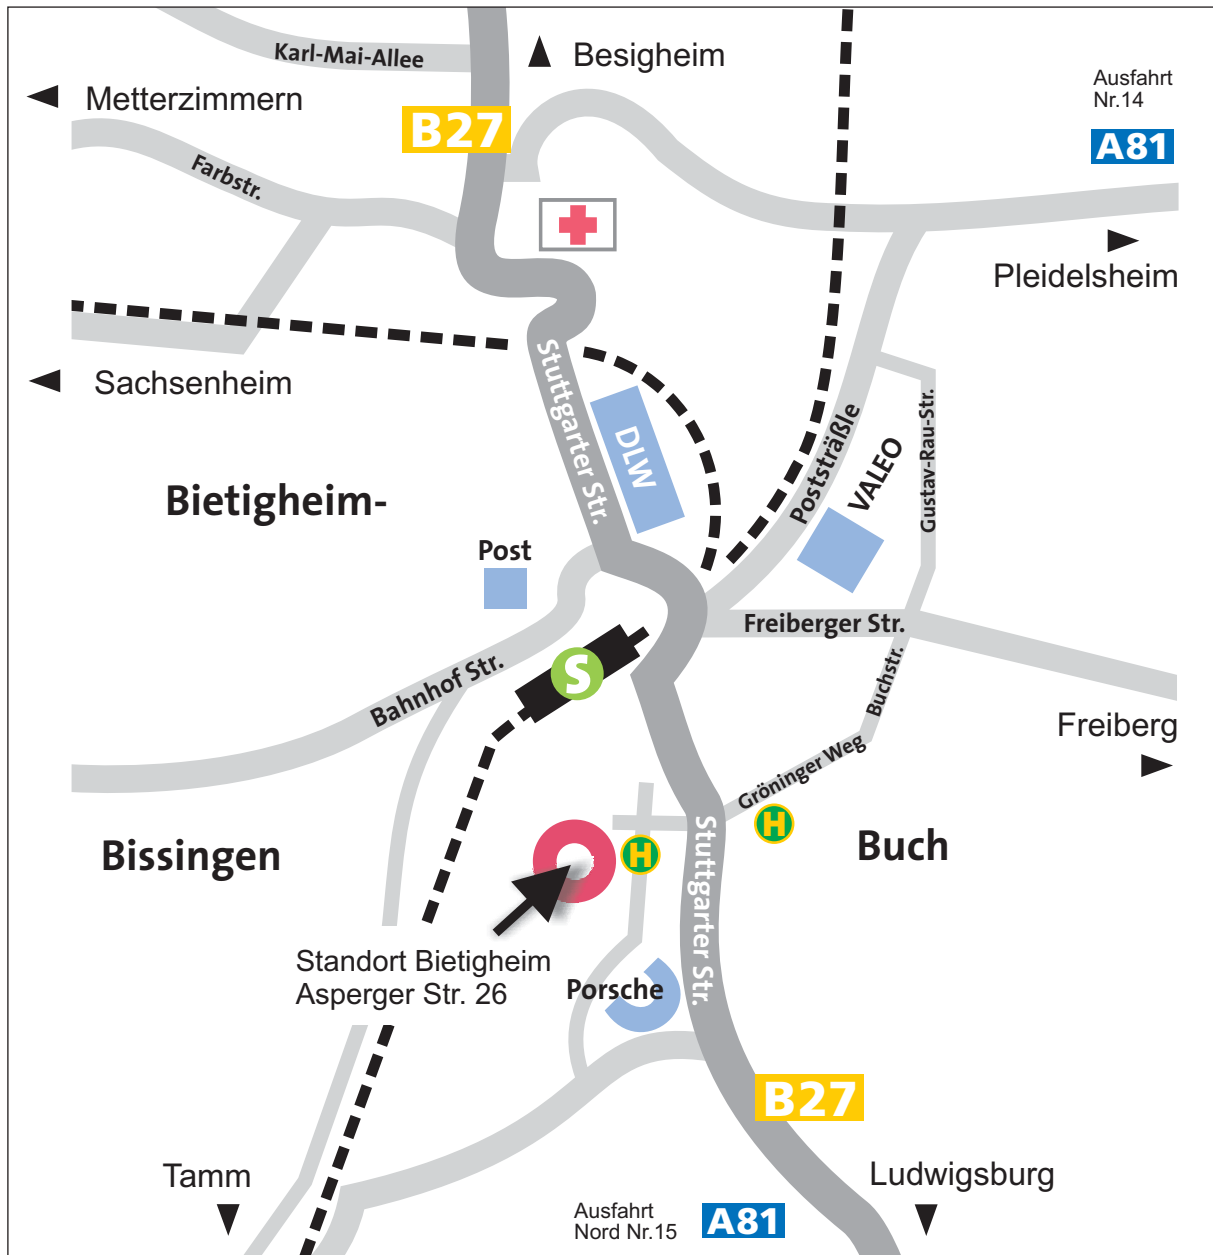 Karl-Mai-Allee
Besigheim
Metterzimmern
Ausfahrt
Nr.14
B27
A81
Farbstr.
Pleidelsheim
Sachsenheim
Stuttgarter Str.
DLW
Poststräßle
VALEO
Gustav-Rau-Str.
Bietigheim-
Post
Freiberger Str.
S
Bahnhof Str.
Buchstr.
Freiberg
Gröninger Weg
H
Bissingen
H
Buch
Stuttgarter Str.
Standort Bietigheim
Asperger Str. 26
Porsche
B27
Tamm
Ludwigsburg
Ausfahrt
Nord Nr.15
A81